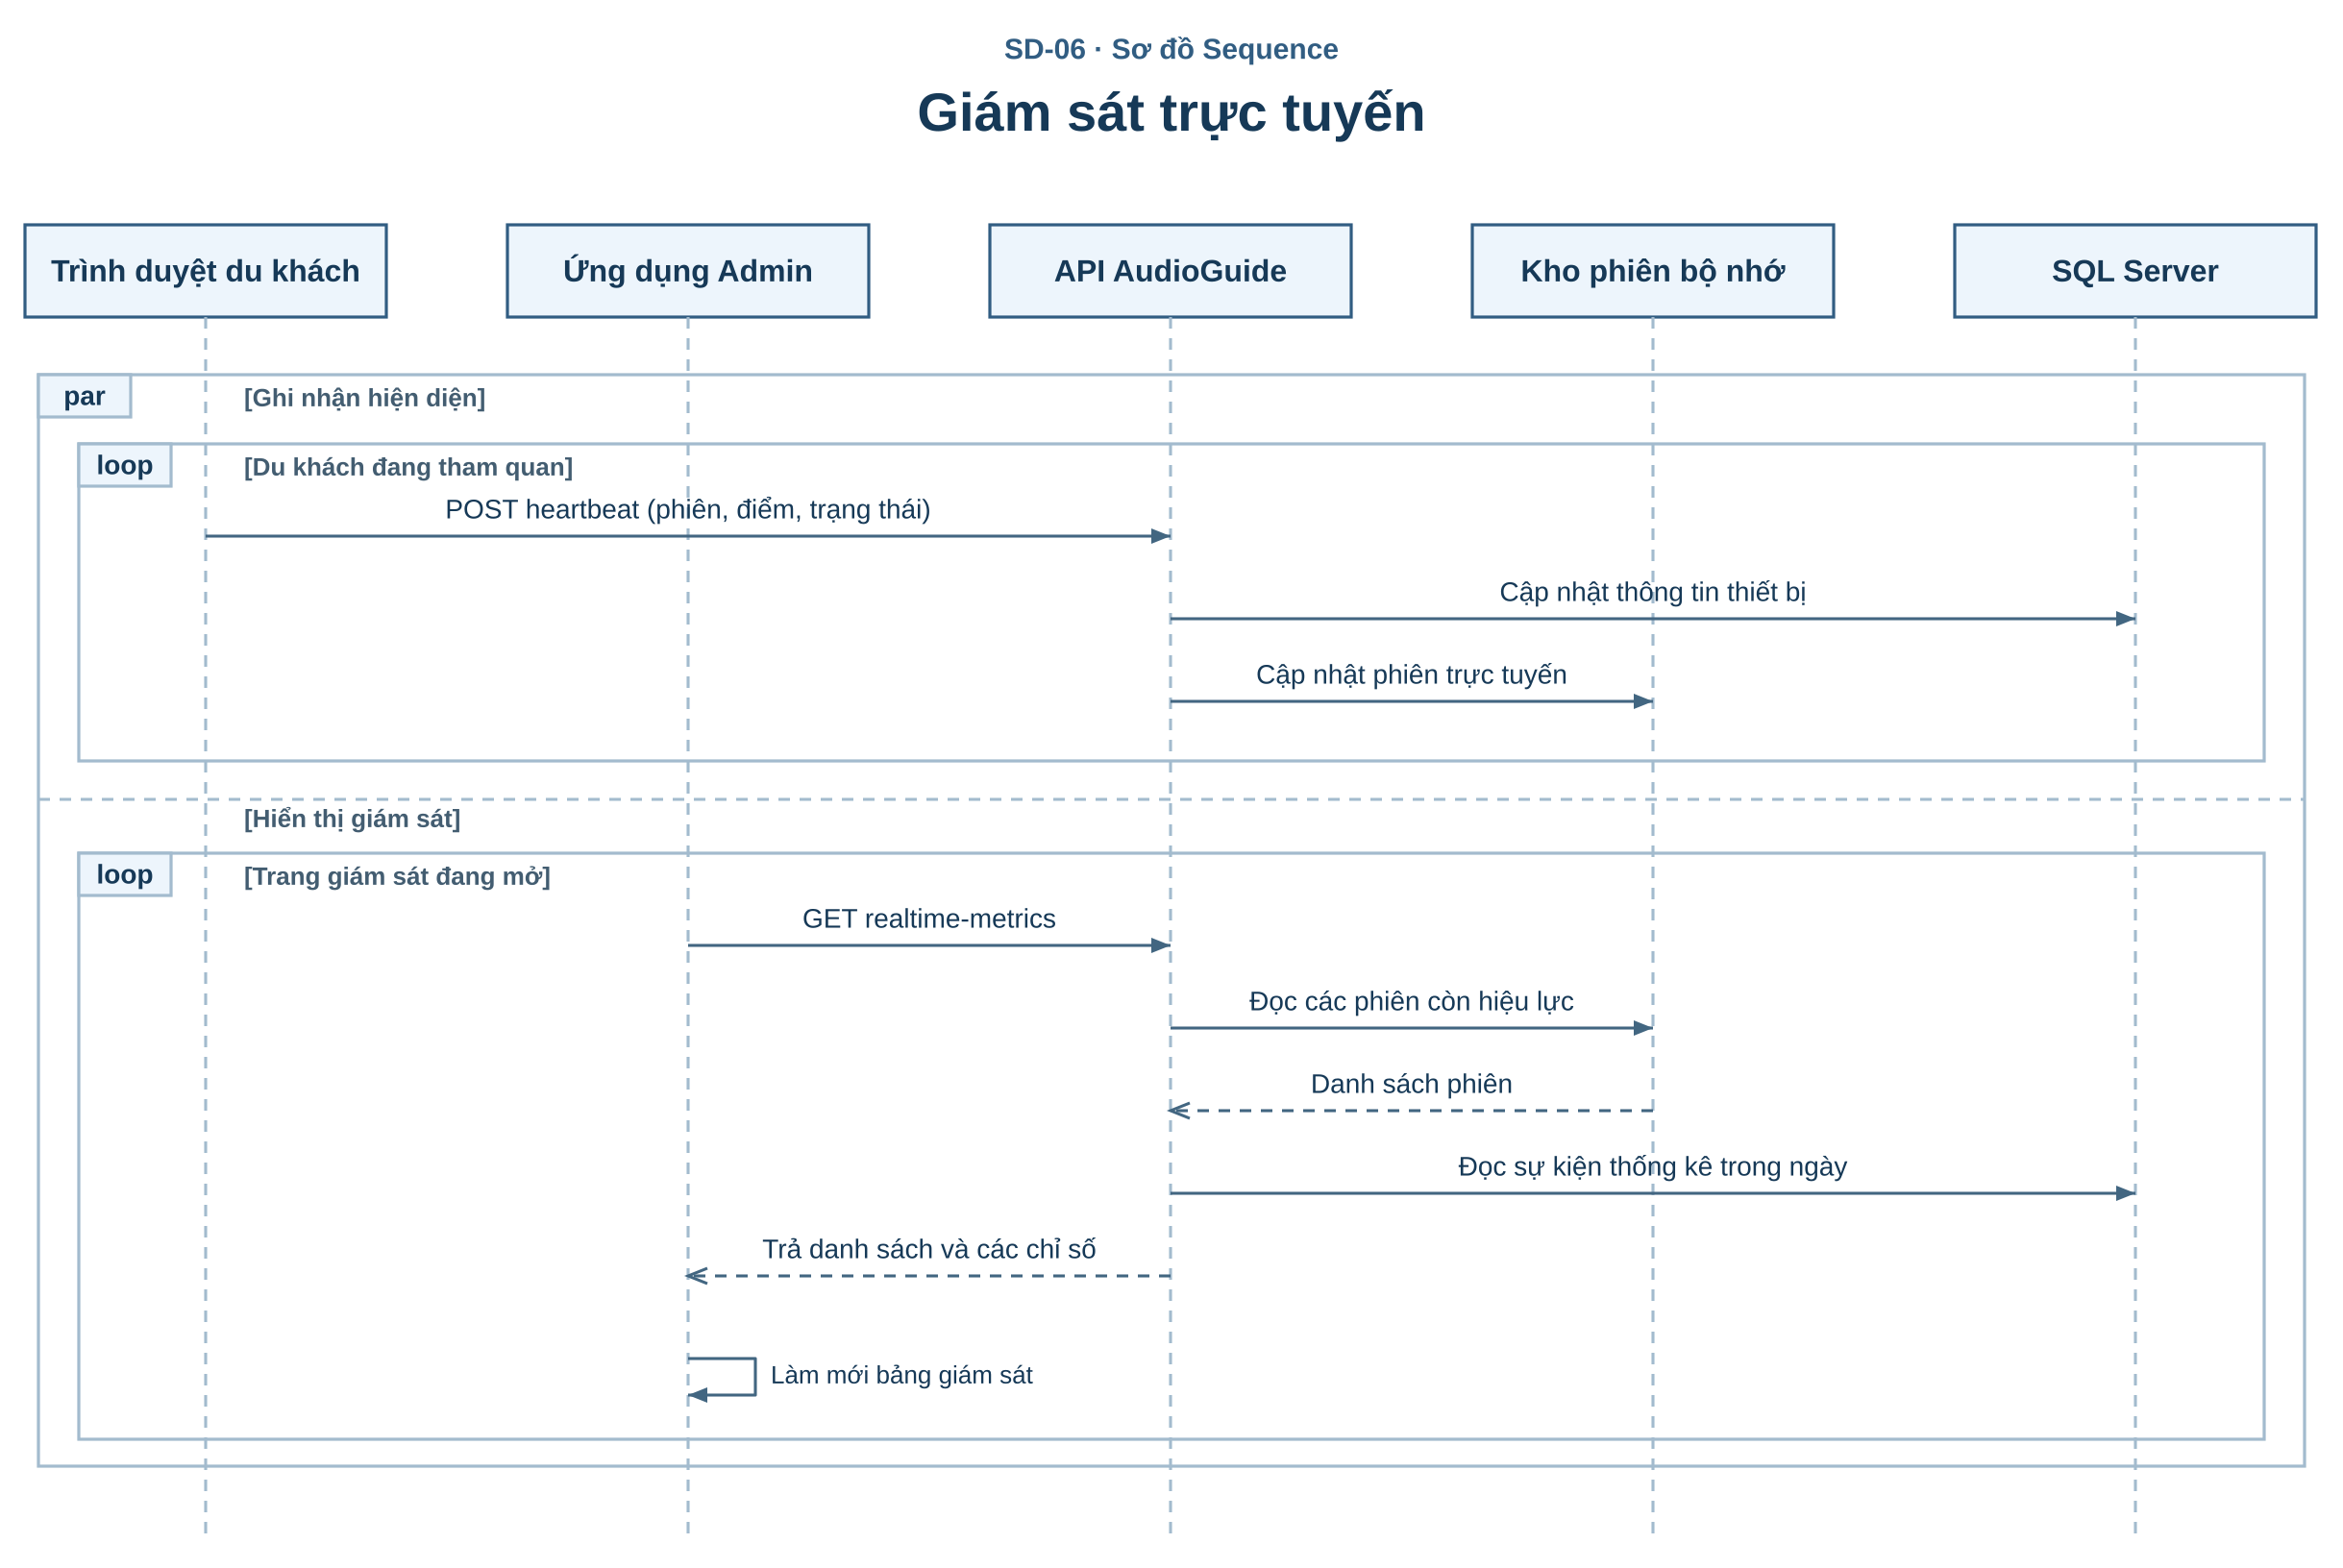 SD-06 · Sơ đồ Sequence
Giám sát trực tuyến
Trình duyệt du khách
Ứng dụng Admin
API AudioGuide
Kho phiên bộ nhớ
SQL Server
par
[Ghi nhận hiện diện]
loop
[Du khách đang tham quan]
POST heartbeat (phiên, điểm, trạng thái)
Cập nhật thông tin thiết bị
Cập nhật phiên trực tuyến
[Hiển thị giám sát]
loop
[Trang giám sát đang mở]
GET realtime-metrics
Đọc các phiên còn hiệu lực
Danh sách phiên
Đọc sự kiện thống kê trong ngày
Trả danh sách và các chỉ số
Làm mới bảng giám sát